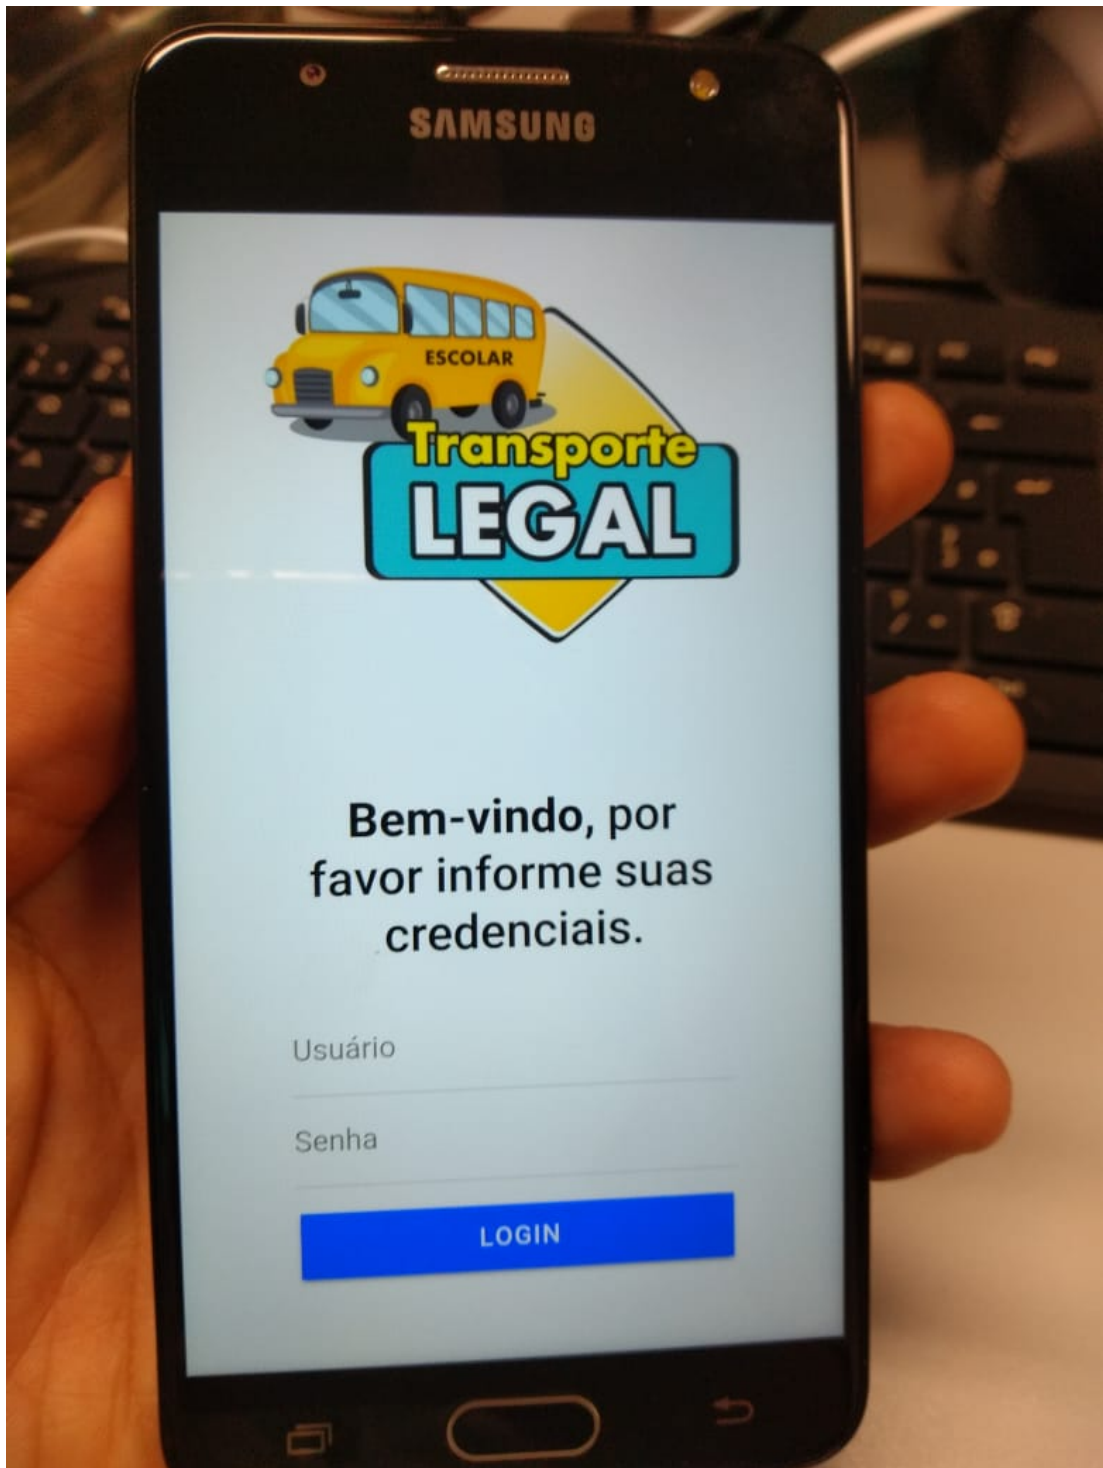 SAMSUNG
ESCOLAR
Transporte
LEGAL
Bem-vindo, por
favor informe suas
credenciais.
Usuário
Senha
LOGIN